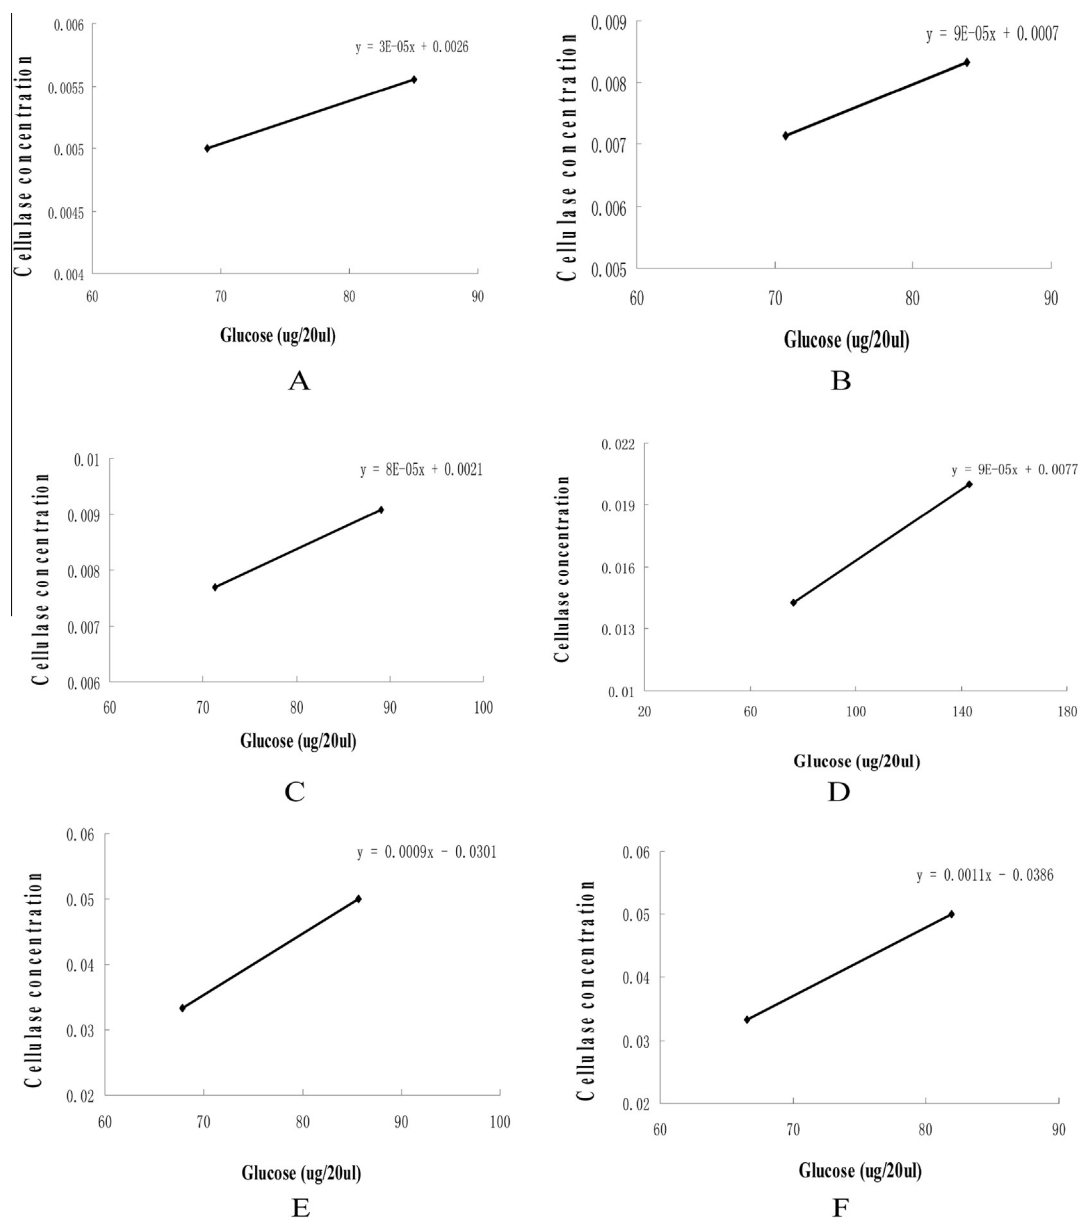 Cellulase concentration
0.006
0.0055
0.005
0.0045
0.004
y = 3E-05x + 0.0026
60 70 80 90
Glucose (ug/20ul)
A
Cellulase concentration
0.009
0.008
0.007
0.006
0.005
y = 9E-05x + 0.0007
60 70 80 90
Glucose (ug/20ul)
B
Cellulase concentration
0.01
0.009
0.008
0.007
0.006
y = 8E-05x + 0.0021
60 70 80 90 100
Glucose (ug/20ul)
C
Cellulase concentration
0.022
0.019
0.016
0.013
0.01
y = 9E-05x + 0.0077
20 60 100 140 180
Glucose (ug/20ul)
D
Cellulase concentration
0.06
0.05
0.04
0.03
0.02
y = 0.0009x - 0.0301
60 70 80 90 100
Glucose (ug/20ul)
E
Cellulase concentration
0.06
0.05
0.04
0.03
0.02
y = 0.0011x - 0.0386
60 70 80 90
Glucose (ug/20ul)
F